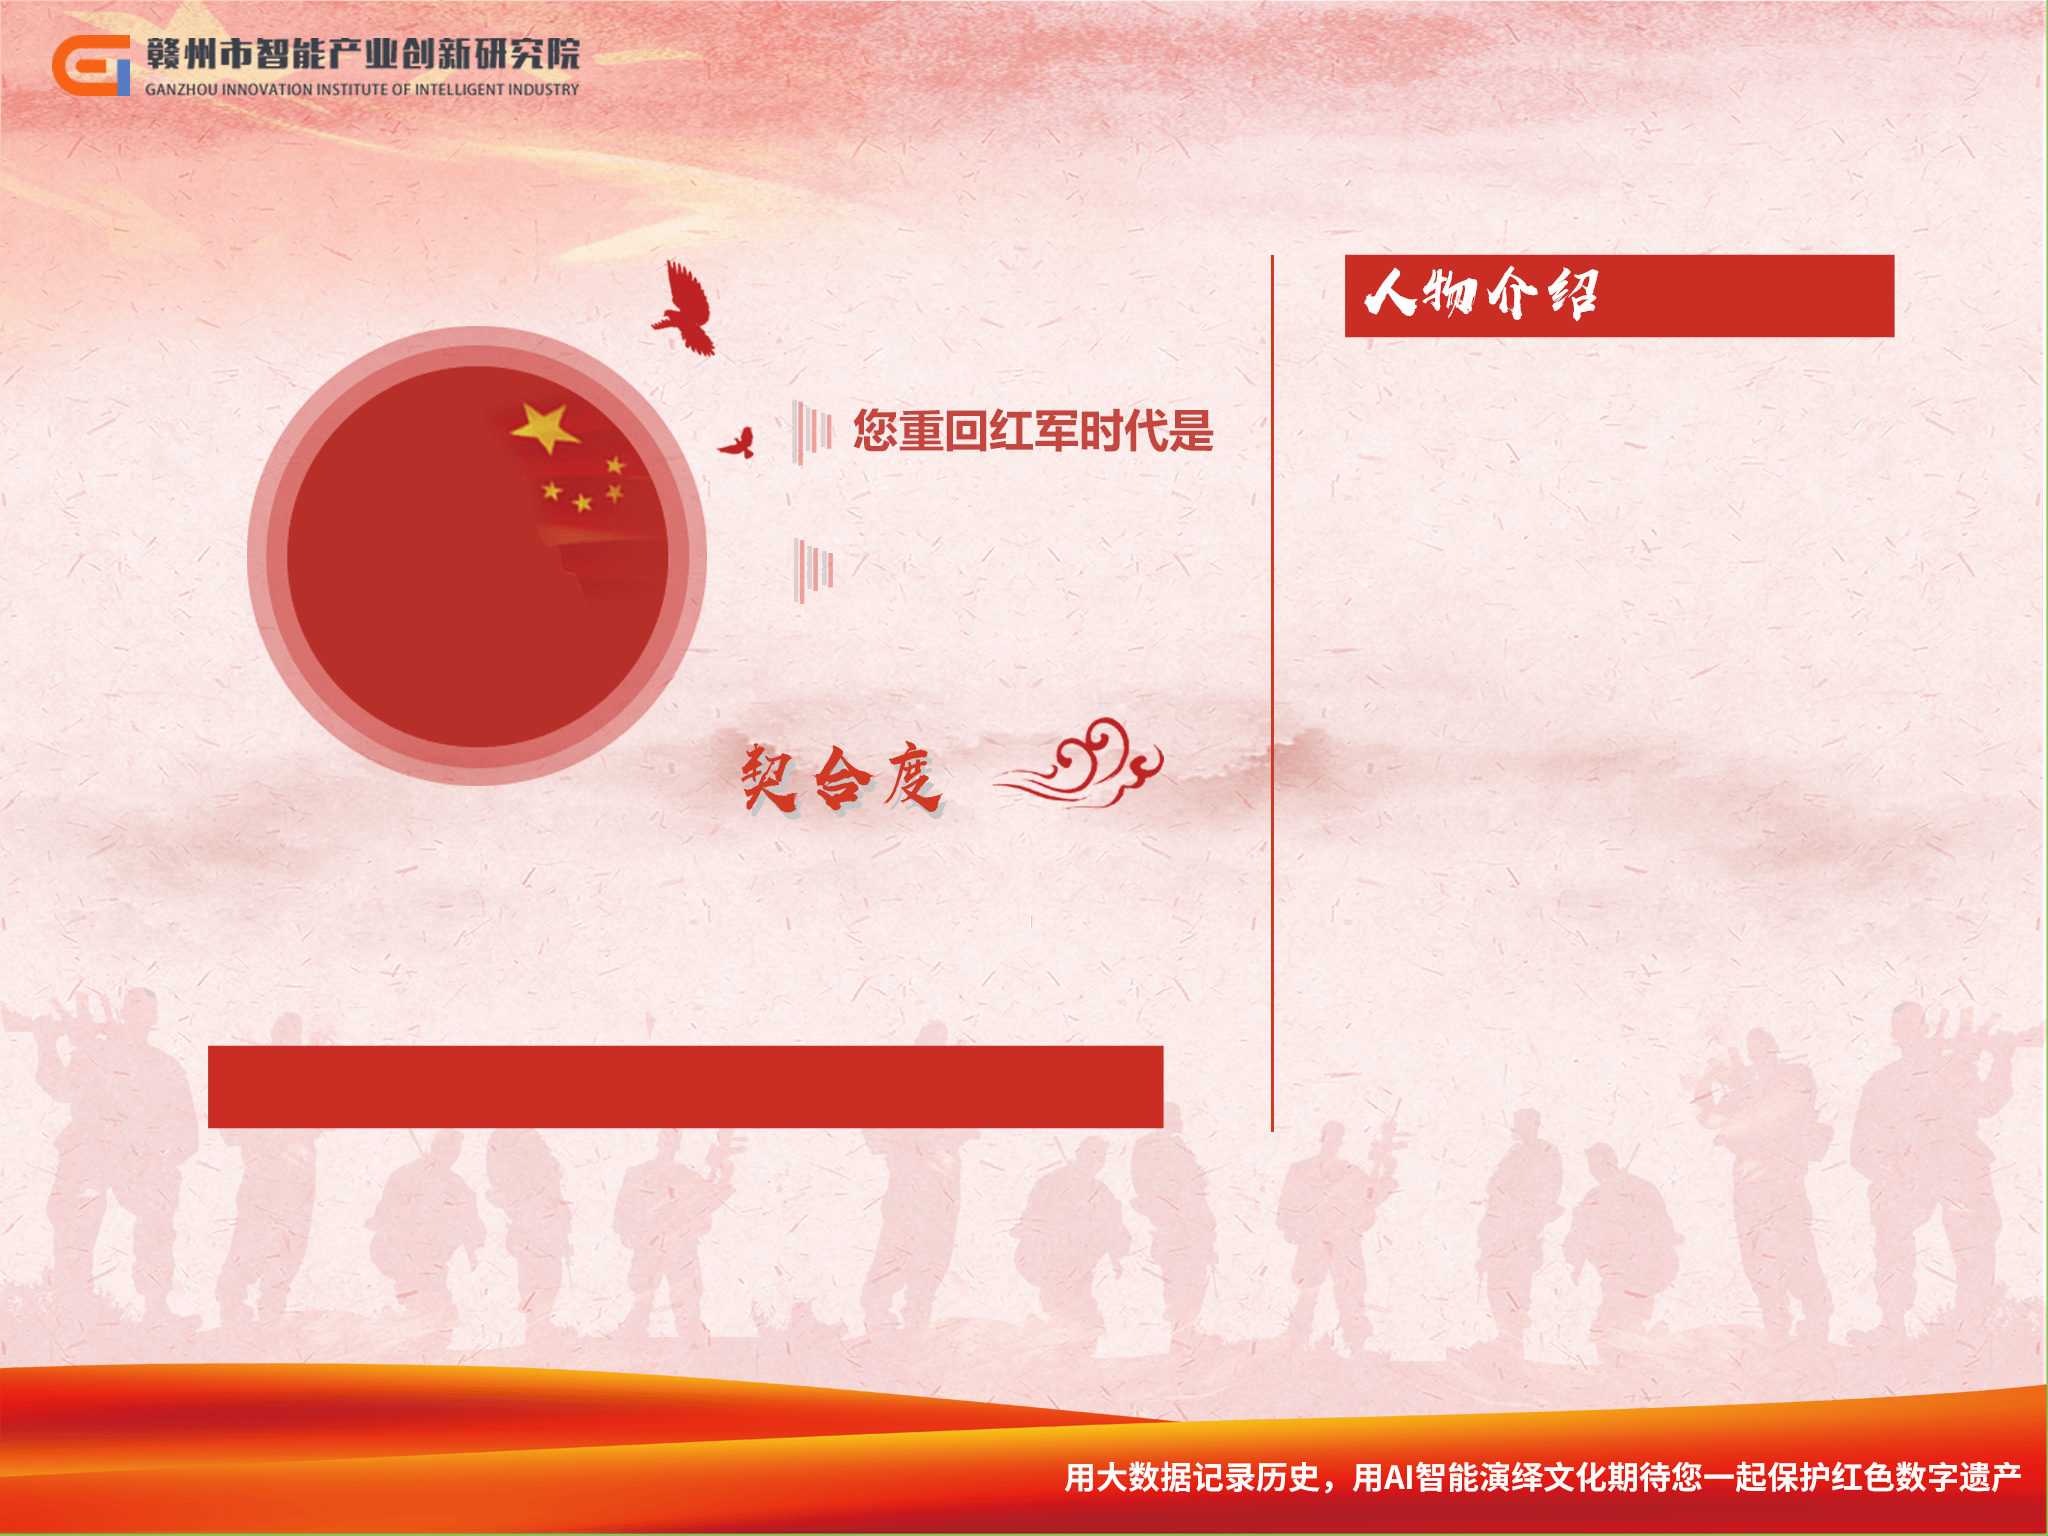 赣州市智能产业创新研究院
GANZHOU INNOVATION INSTITUTE OF INTELLIGENT INDUSTRY
您重回红军时代是
契合度
人物介绍
用大数据记录历史，用AI智能演绎文化期待您一起保护红色数字遗产